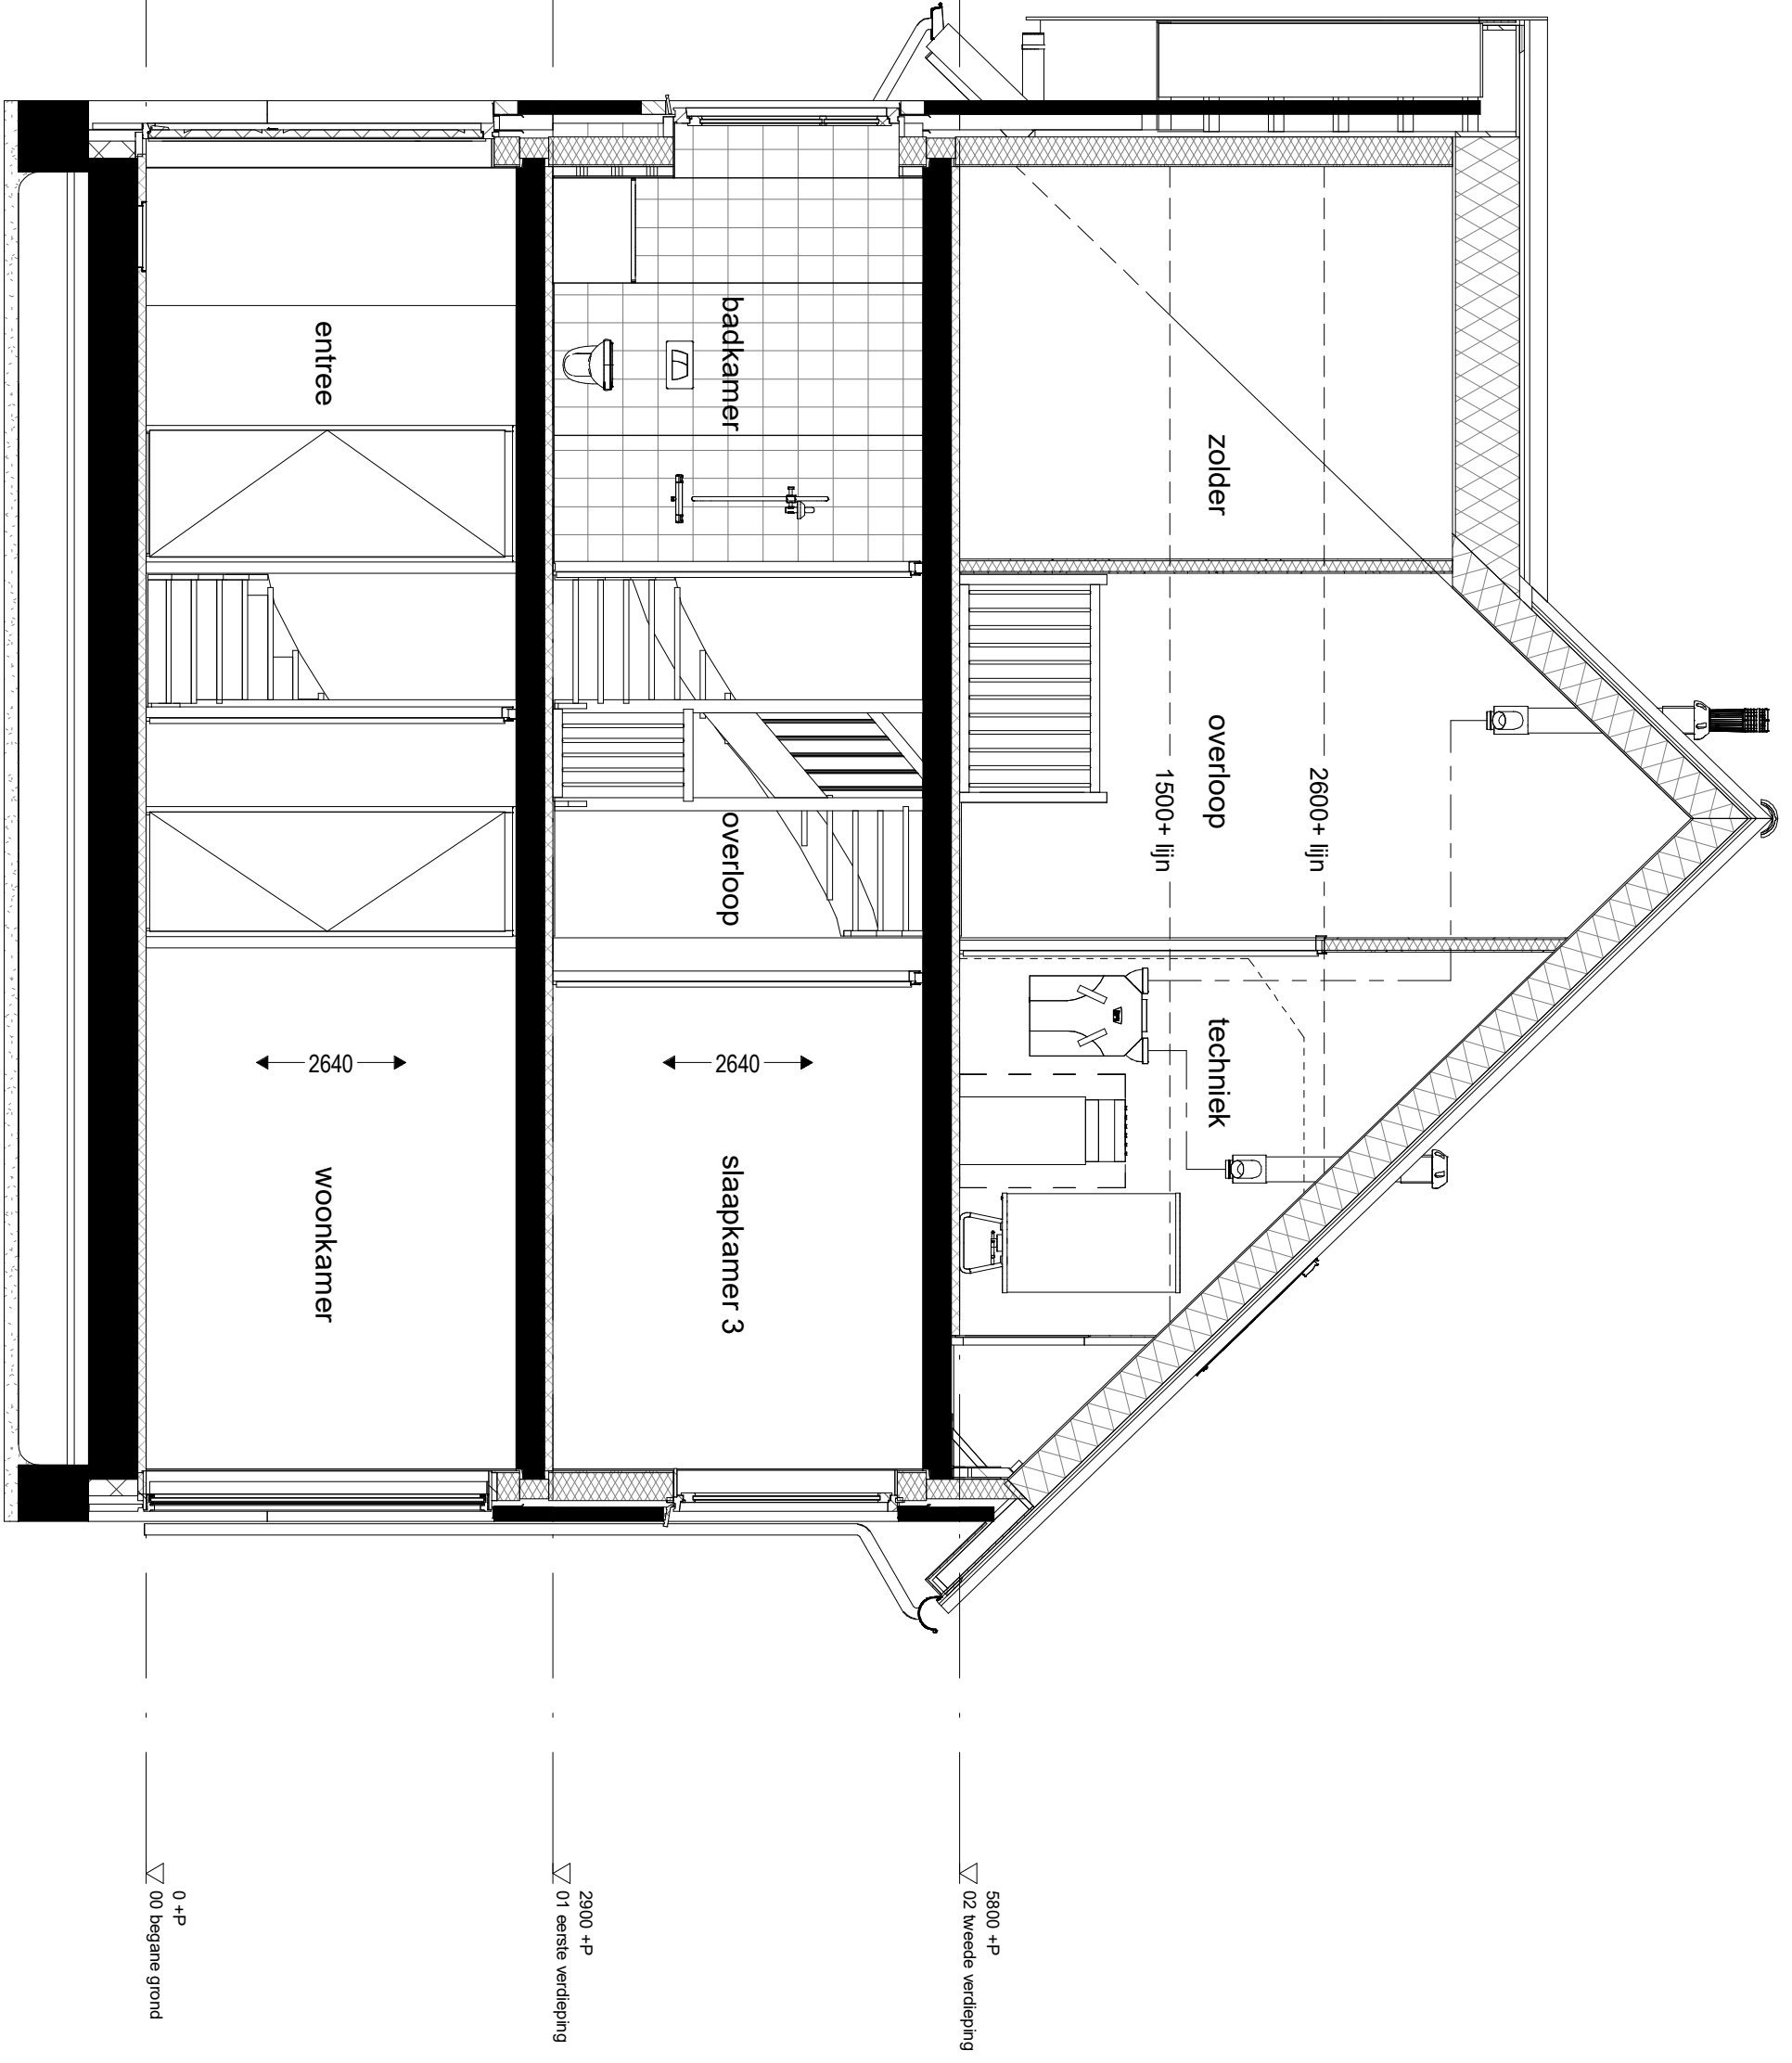 zolder
overloop
techniek
2600+ lijn
1500+ lijn
badkamer
overloop
slaapkamer 3
2640
entree
woonkamer
2640
5800 +P
02 tweede verdieping
2900 +P
01 eerste verdieping
0 +P
00 begane grond